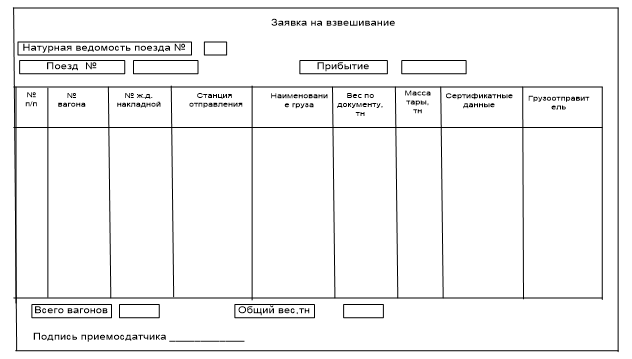 Заявка на взвешивание
Натурная ведомость поезда №
Поезд № Прибытие
№ п/п
№ вагона
№ ж.д. накладной
Станция отправления
Наименовани е груза
Вес по документу, тн
Масса тары, тн
Сертификатные данные
Грузоотправит ель
Всего вагонов Общий вес,тн
Подпись приемосдатчика _____________